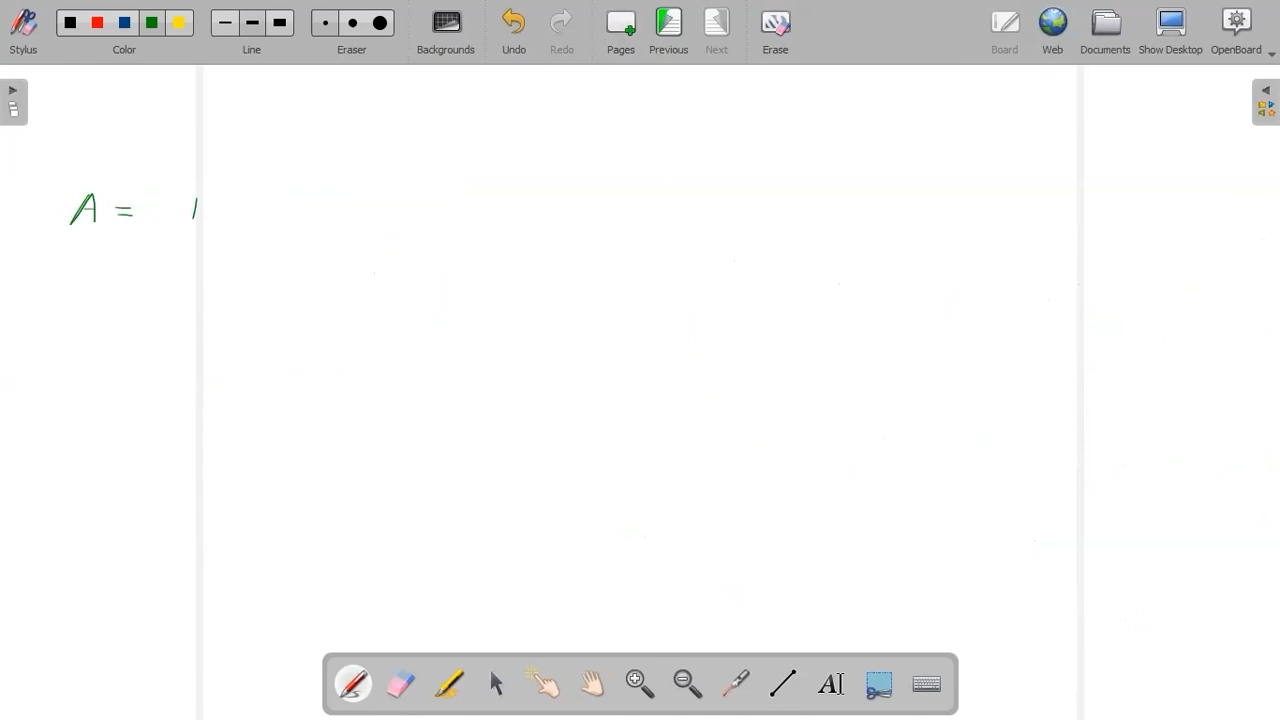 Stylus Color Line Eraser Backgrounds Undo Redo Pages Previous Next Erase Board Web Documents Show Desktop OpenBoard
A =